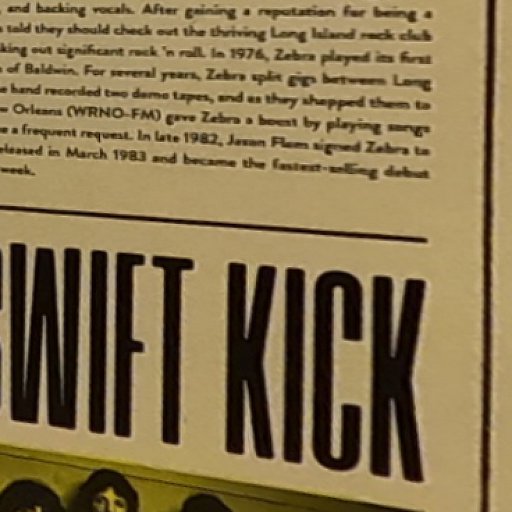 , and backing vocals. After gaining a reputation for being a
told they should check out the thriving Long Island rock club
king out significant rock 'n roll. In 1976, Zebra played its first
of Baldwin. For several years, Zebra split gigs between Long
e band recorded two demo tapes, and as they shopped them to
w Orleans (WRNO-FM) gave Zebra a boost by playing songs
e a frequent request. In late 1982, Jason Flom signed Zebra to
eleased in March 1983 and became the fastest-selling debut
week.
SWIFT KICK